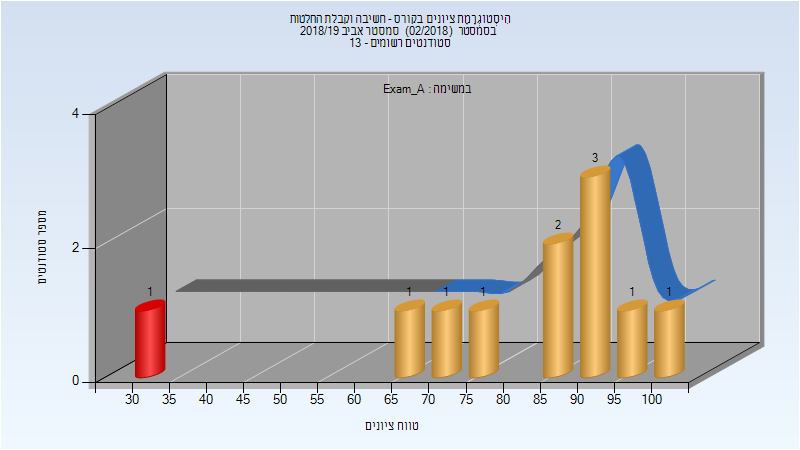 היסטוגרמת ציונים בקורס - חשיבה וקבלת החלטות
בסמסטר (02/2018) סמסטר אביב 2018/19
סטודנטים רשומים - 13
במשימה : Exam_A
4
2
0
מספר סטודנטים
1
1
1
1
2
3
1
1
30 35 40 45 50 55 60 65 70 75 80 85 90 95 100
טווח ציונים